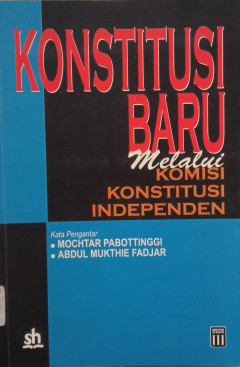 KONSTITUSI
BARU
Melalui
KOMISI
KONSTITUSI
INDEPENDEN
Kata Pengantar
MOCHTAR PABOTTINGGI
ABDUL MUKTHIE FADJAR
sh